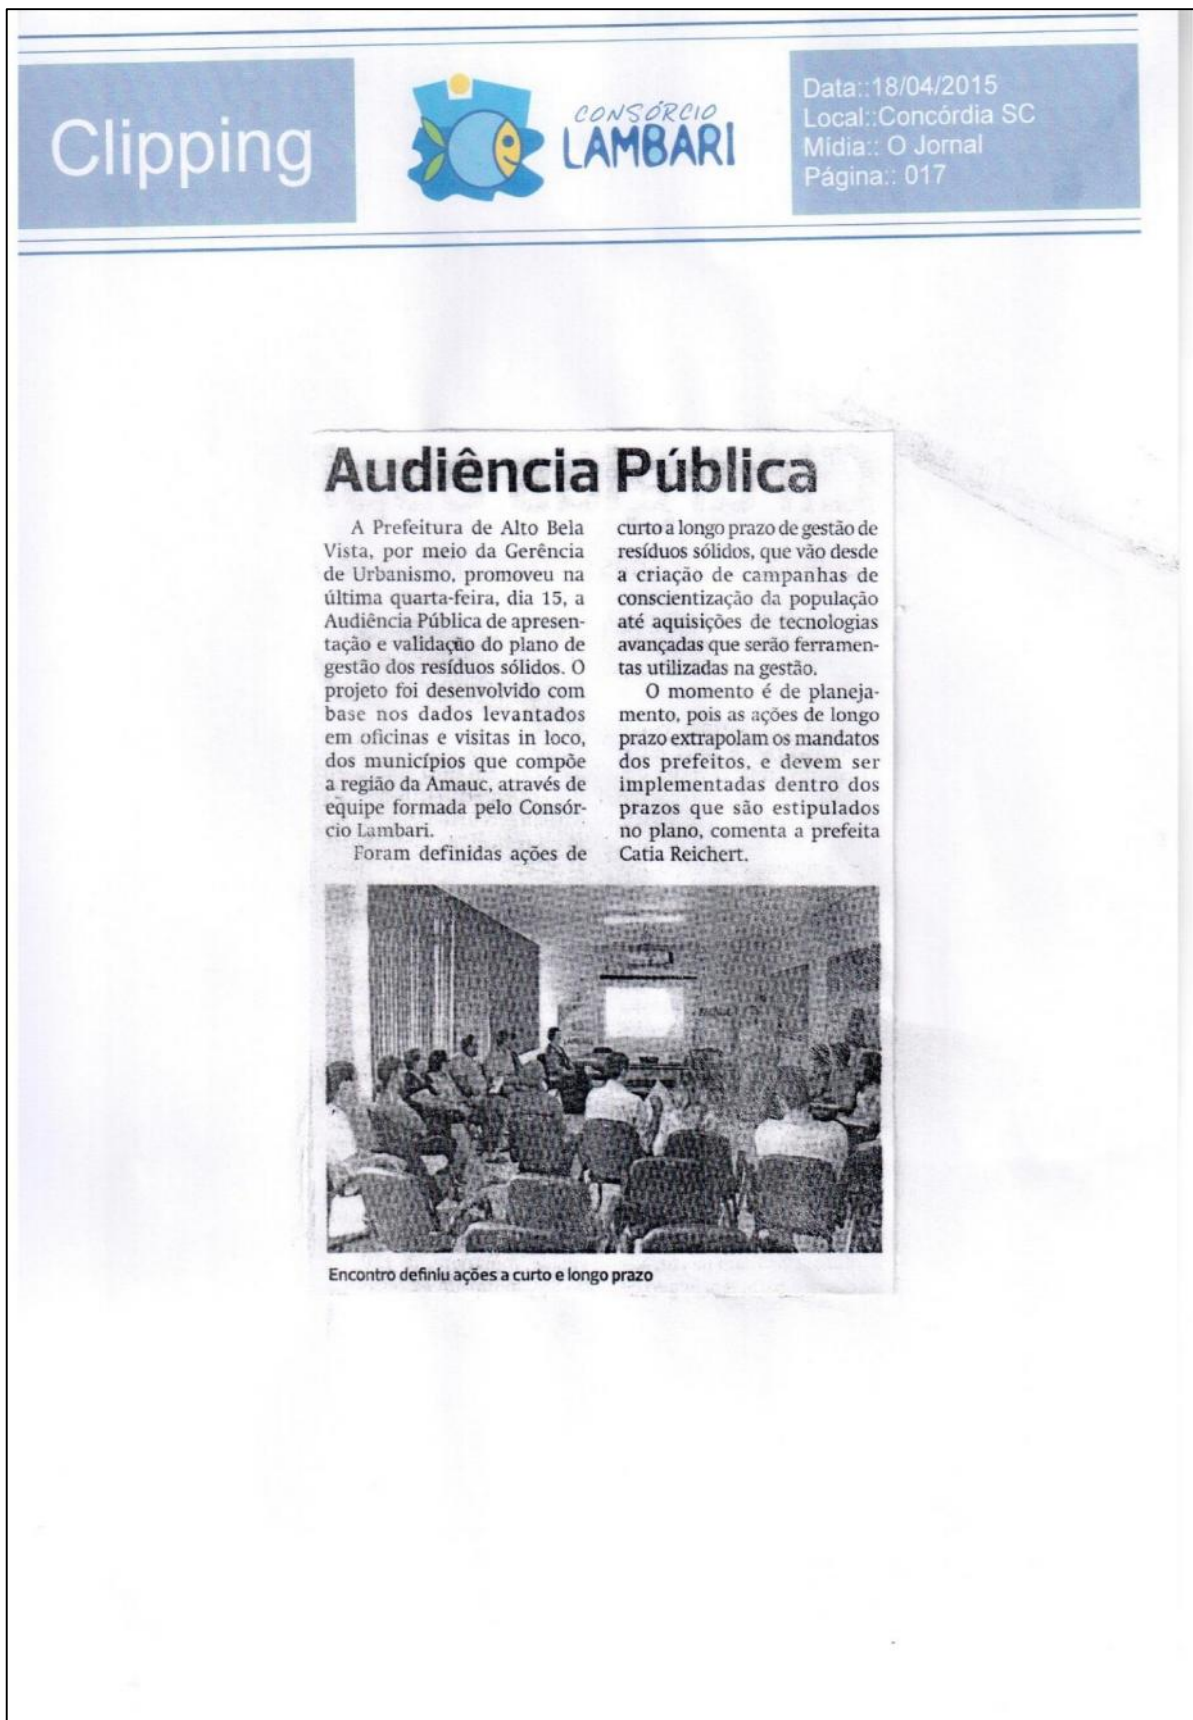 Clipping
CONSÓRCIO
LAMBARI
Data::18/04/2015
Local::Concórdia SC
Mídia:: O Jornal
Página:: 017
Audiência Pública
A Prefeitura de Alto Bela
Vista, por meio da Gerência
de Urbanismo, promoveu na
última quarta-feira, dia 15, a
Audiência Pública de apresen-
tação e validação do plano de
gestão dos resíduos sólidos. O
projeto foi desenvolvido com
base nos dados levantados
em oficinas e visitas in loco,
dos municípios que compõe
a região da Amauc, através de
equipe formada pelo Consór-
cio Lambari.
Foram definidas ações de
curto a longo prazo de gestão de
resíduos sólidos, que vão desde
a criação de campanhas de
conscientização da população
até aquisições de tecnologias
avançadas que serão ferramen-
tas utilizadas na gestão.
O momento é de planeja-
mento, pois as ações de longo
prazo extrapolam os mandatos
dos prefeitos, e devem ser
implementadas dentro dos
prazos que são estipulados
no plano, comenta a prefeita
Catia Reichert.
Encontro definiu ações a curto e longo prazo